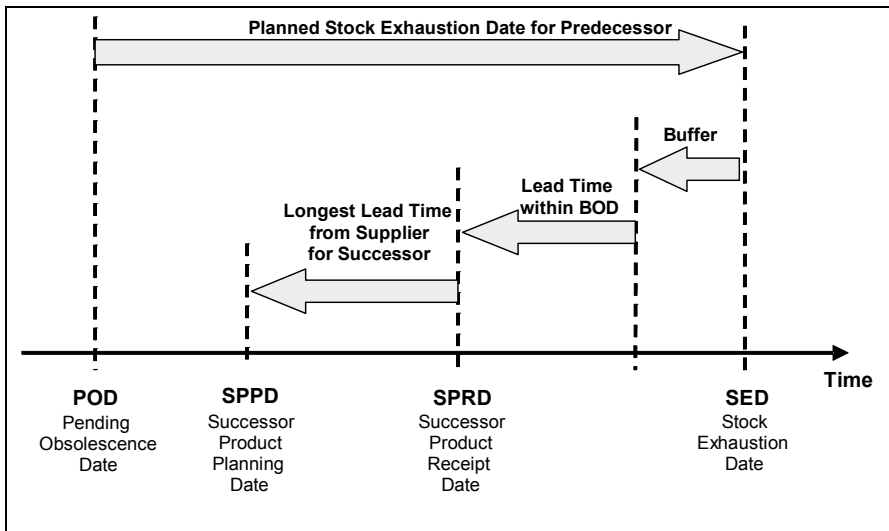 Planned Stock Exhaustion Date for Predecessor
Buffer
Lead Time
within BOD
Longest Lead Time
from Supplier
for Successor
Time
POD
Pending
Obsolescence
Date
SPPD
Successor
Product
Planning
Date
SPRD
Successor
Product
Receipt
Date
SED
Stock
Exhaustion
Date